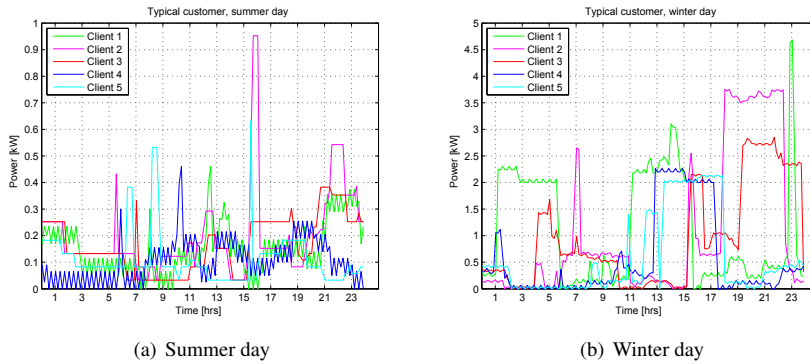 Typical customer, summer day
Power [kW]
1
0.9
0.8
0.7
0.6
0.5
0.4
0.3
0.2
0.1
0
Client 1
Client 2
Client 3
Client 4
Client 5
1 3 5 7 9 11 13 15 17 19 21 23
Time [hrs]
(a) Summer day
Typical customer, winter day
Power [kW]
5
4.5
4
3.5
3
2.5
2
1.5
1
0.5
0
Client 1
Client 2
Client 3
Client 4
Client 5
1 3 5 7 9 11 13 15 17 19 21 23
Time [hrs]
(b) Winter day